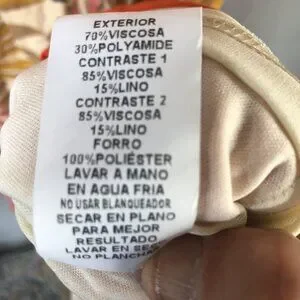 EXTERIOR
70%VISCOSA
30%POLYAMIDE
CONTRASTE 1
85%VISCOSA
15%LINO
CONTRASTE 2
85%VISCOSA
15%LINO
FORRO
100%POLIÉSTER
LAVAR A MANO
EN AGUA FRIA
NO USAR BLANQUEADOR
SECAR EN PLANO
PARA MEJOR
RESULTADO
LAVAR EN
NO PLANCHAR